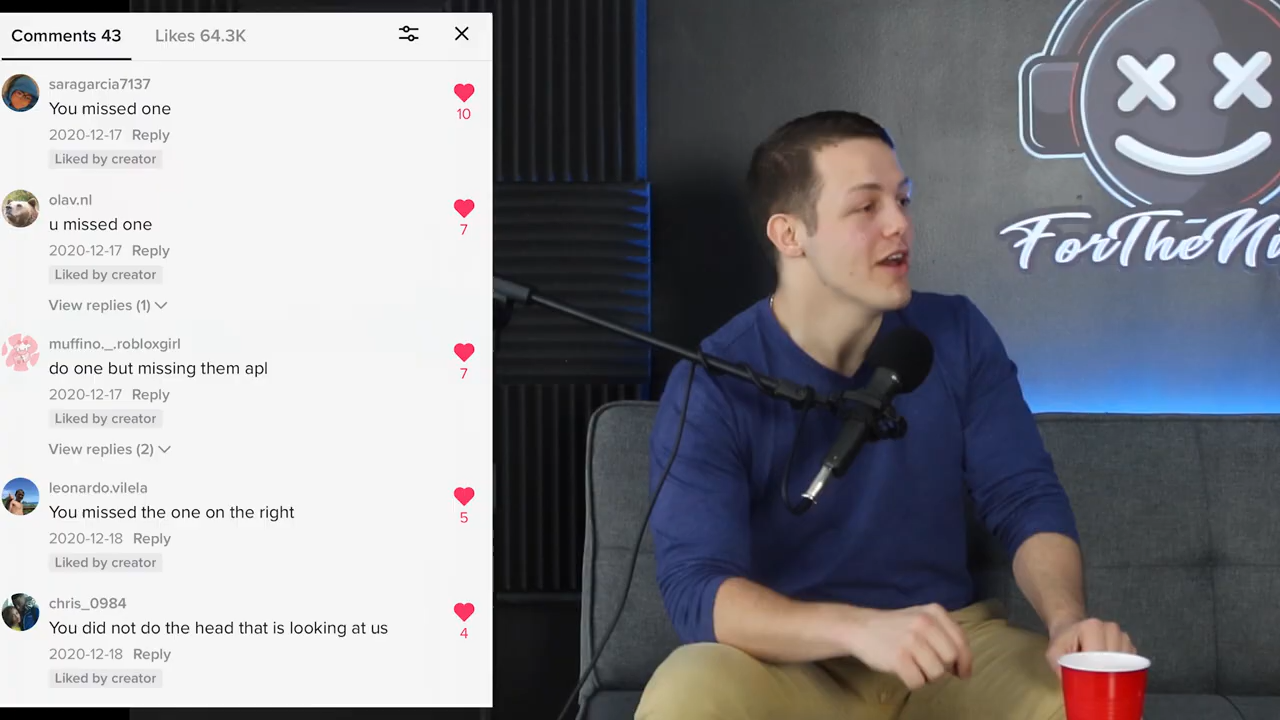 Comments 43
Likes 64.3K
saragarcia7137
You missed one
10
2020-12-17 Reply
Liked by creator
olav.nl
u missed one
7
2020-12-17 Reply
Liked by creator
View replies (1)
muffino._.robloxgirl
do one but missing them apl
7
2020-12-17 Reply
Liked by creator
View replies (2)
leonardo.vilela
You missed the one on the right
5
2020-12-18 Reply
Liked by creator
chris_0984
You did not do the head that is looking at us
4
2020-12-18 Reply
Liked by creator